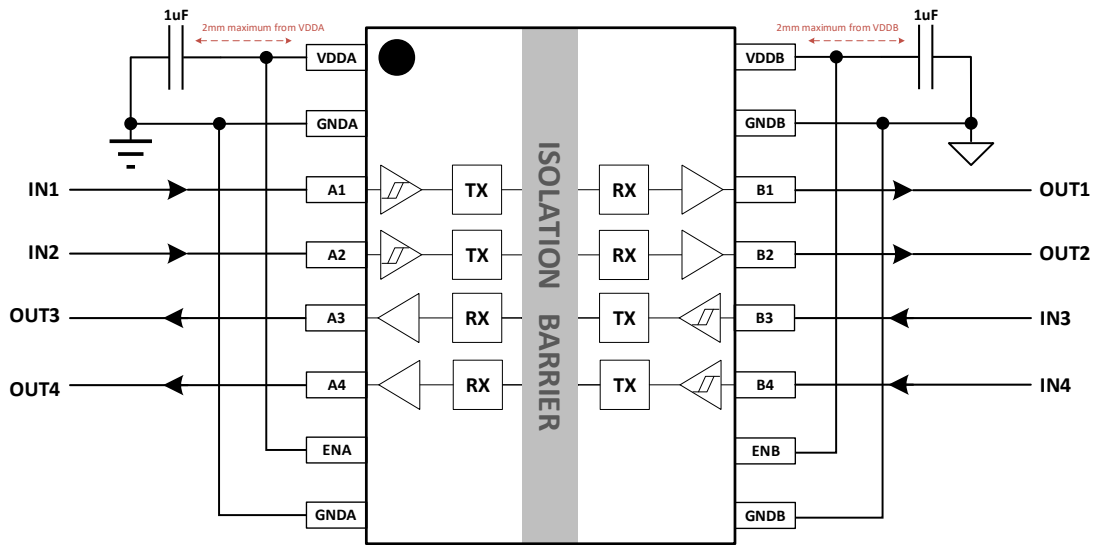 1uF
2mm maximum from VDDA
2mm maximum from VDDB
1uF
VDDA
VDDB
GNDA
GNDB
IN1
A1
TX
RX
B1
OUT1
IN2
A2
TX
RX
B2
OUT2
ISOLATION BARRIER
OUT3
A3
RX
TX
B3
IN3
OUT4
A4
RX
TX
B4
IN4
ENA
ENB
GNDA
GNDB